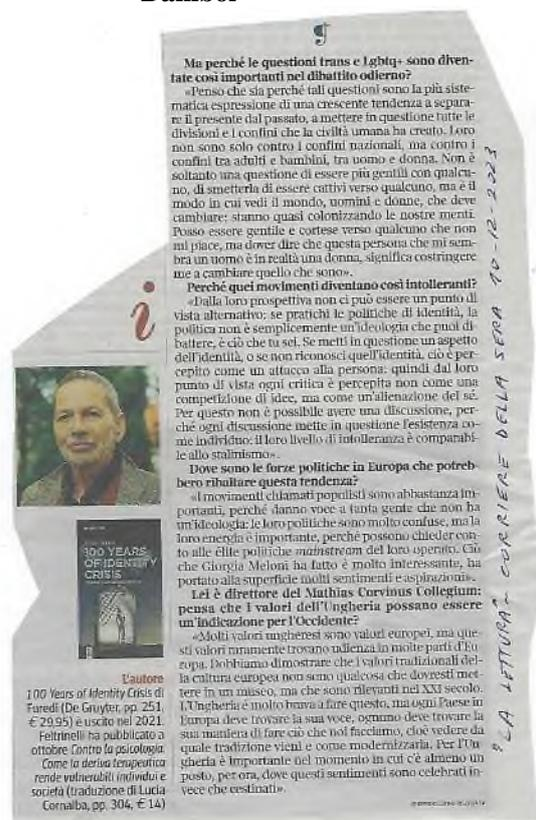 ¶
Ma perché le questioni trans e Lgbtq+ sono diven-
tate così importanti nel dibattito odierno?
«Penso che sia perché tali questioni sono la più siste-
matica espressione di una crescente tendenza a separa-
re il presente dal passato, a mettere in questione tutte le
divisioni e i confini che la civiltà umana ha creato. Loro
non sono solo contro i confini nazionali, ma contro i
confini tra adulti e bambini, tra uomo e donna. Non è
soltanto una questione di essere più gentili con qualcu-
no, di smetterla di essere cattivi verso qualcuno, ma è il
modo in cui vedi il mondo, uomini e donne, che deve
cambiare: stanno quasi colonizzando le nostre menti.
Posso essere gentile e cortese verso qualcuno che non
mi piace, ma dover dire che questa persona che mi sem-
bra un uomo è in realtà una donna, significa costringere
me a cambiare quello che sono».
Perché quei movimenti diventano così intolleranti?
«Dalla loro prospettiva non ci può essere un punto di
vista alternativo: se pratichi le politiche di identità, la
politica non è semplicemente un'ideologia che puoi di-
battere, è ciò che tu sei. Se metti in questione un aspetto
dell'identità, o se non riconosci quell'identità, ciò è per-
cepito come un attacco alla persona: quindi dal loro
punto di vista ogni critica è percepita non come una
competizione di idee, ma come un'alienazione del sé.
Per questo non è possibile avere una discussione, per-
ché ogni discussione mette in questione l'esistenza co-
me individuo: il loro livello di intolleranza è comparabi-
le allo stalinismo».
Dove sono le forze politiche in Europa che potreb-
bero ribaltare questa tendenza?
«I movimenti chiamati populisti sono abbastanza im-
portanti, perché danno voce a tanta gente che non ha
un'ideologia: le loro politiche sono molto confuse, ma la
loro energia è importante, perché possono chieder con-
to alle élite politiche mainstream del loro operato. Ciò
che Giorgia Meloni ha fatto è molto interessante, ha
portato alla superficie molti sentimenti e aspirazioni».
Lei è direttore del Mathias Corvinus Collegium:
pensa che i valori dell'Ungheria possano essere
un'indicazione per l'Occidente?
«Molti valori ungheresi sono valori europei, ma que-
sti valori raramente trovano udienza in molte parti d'Eu-
ropa. Dobbiamo dimostrare che i valori tradizionali del-
la cultura europea non sono qualcosa che dovresti met-
tere in un museo, ma che sono rilevanti nel XXI secolo.
L'Ungheria è molto brava a fare questo, ma ogni Paese in
Europa deve trovare la sua voce, ognuno deve trovare la
sua maniera di fare ciò che noi facciamo, cioè vedere da
quale tradizione vieni e come modernizzarla. Per l'Un-
gheria è importante nel momento in cui c'è almeno un
posto, per ora, dove questi sentimenti sono celebrati in-
vece che cestinati».
i
100 YEARS
OF IDENTITY
CRISIS
L'autore
100 Years of Identity Crisis di
Furedi (De Gruyter, pp. 251,
€ 29,95) è uscito nel 2021.
Feltrinelli ha pubblicato a
ottobre Contro la psicologia.
Come la deriva terapeutica
rende vulnerabili individui e
società (traduzione di Lucia
Cornalba, pp. 304, € 14)
"LA LETTURA" CORRIERE DELLA SERA 10-12-2023